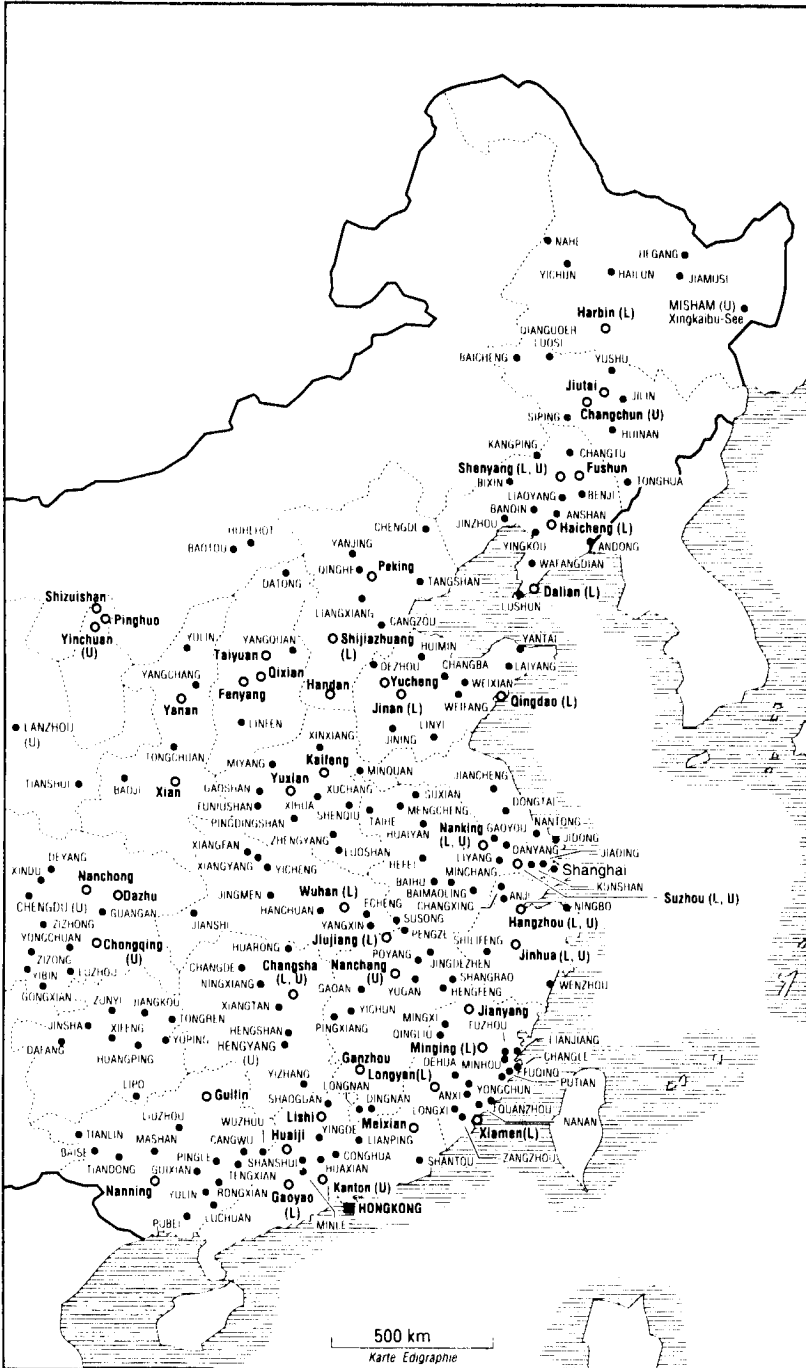 NAHE
HEGANG
YICHUN
HAILUN
JIAMUSI
MISHAM (U)
Xingkaibu-See
Harbin (L)
QIANGUOEH
LUOSI
BAICHENG
YUSHU
Jiutai
JILIN
SIPING
Changchun (U)
HUINAN
KANGPING
CHANGTU
Shenyang (L, U)
Fushun
BIXIN
TONGHUA
LIAOYANG
BENJI
BANQIN
ANSHAN
JINZHOU
Haicheng (L)
CHENGDE
HUHEHOT
BAOTOU
YANJING
YINGKOU
ANDONG
QINGHE
Peking
WAFANGDIAN
DATONG
TANGSHAN
Dalian (L)
LUSHUN
Shizuishan
LIANGXIANG
Pinghuo
CANGZOU
Yinchuan
(U)
YULIN
YANGQUAN
Shijiazhuang
(L)
Taiyuan
HUIMIN
YANTAI
DEZHOU
CHANGBA
LAIYANG
YANGCHANG
Qixian
Yucheng
WEIXIAN
Fenyang
Handan
Yanan
Jinan (L)
WEIFANG
Qingdao (L)
LANZHOU
(U)
LINFEN
LINYI
JINING
XINXIANG
TONGCHUAN
MIYANG
Kaifeng
MINQUAN
TIANSHUI
BAOJI
Xian
Yuxian
JIANCHENG
GAOSHAN
XUCHANG
SUXIAN
FUNIUSHAN
XIHUA
SHENQIU
MENGCHENG
DONGTAI
PINGDINGSHAN
TAIHE
HUAIYAN
Nanking
(L, U)
GAOYOU
NANTONG
JIDONG
XIANGFAN
ZHENGYANG
LUOSHAN
HEFEI
LIYANG
DANYANG
JIADING
DEYANG
XIANGYANG
YICHENG
Shanghai
XINDU
Nanchong
BAIHU
MINCHANG
KUNSHAN
Dazhu
JINGMEN
Wuhan (L)
ECHENG
BAIMAOLING
Suzhou (L, U)
CHENGDU (U)
GUANGAN
JIANSHI
HANCHUAN
CHANGXING
ANJI
NINGBO
ZIZHONG
YANGXIN
SUSONG
Hangzhou (L, U)
YONGCHUAN
Chongqing
(U)
Jiujiang (L)
PENGZE
SHILIFENG
Jinhua (L, U)
ZIZONG
HUARONG
POYANG
YIBIN
LUZHOU
CHANGDE
Changsha
(L, U)
Nanchang
(U)
JINGDEZHEN
GONGXIAN
NINGXIANG
SHANGRAO
WENZHOU
GAOAN
YUGAN
HENGFENG
ZUNYI
JIANGKOU
XIANGTAN
YICHUN
Jianyang
JINSHA
XIFENG
TONGREN
PINGXIANG
MINGXI
FUZHOU
HENGSHAN
QINGLIU
LIANJIANG
DAFANG
HUANGPING
YUPING
HENGYANG
(U)
Minging (L)
CHANGLE
Ganzhou
DEHUA
MINHOU
FUQING
LIPO
YIZHANG
Longyan(L)
PUTIAN
Guilin
LONGNAN
YONGCHUN
SHAOGUAN
DINGNAN
ANXI
QUANZHOU
LIUZHOU
WUZHOU
Lishi
LONGXI
NANAN
YINGDE
Meixian
TIANLIN
MASHAN
CANGWU
Huaiji
LIANPING
Xiamen(L)
BAISE
PINGLE
CONGHUA
ZANGZHOU
TIANDONG
GUIXIAN
SHANSHUI
HUAXIAN
SHANTOU
TENGXIAN
Nanning
YULIN
RONGXIAN
Gaoyao
(L)
Kanton (U)
HONGKONG
LUCHUAN
PUBEI
MINLE
500 km
Karte Edigraphie